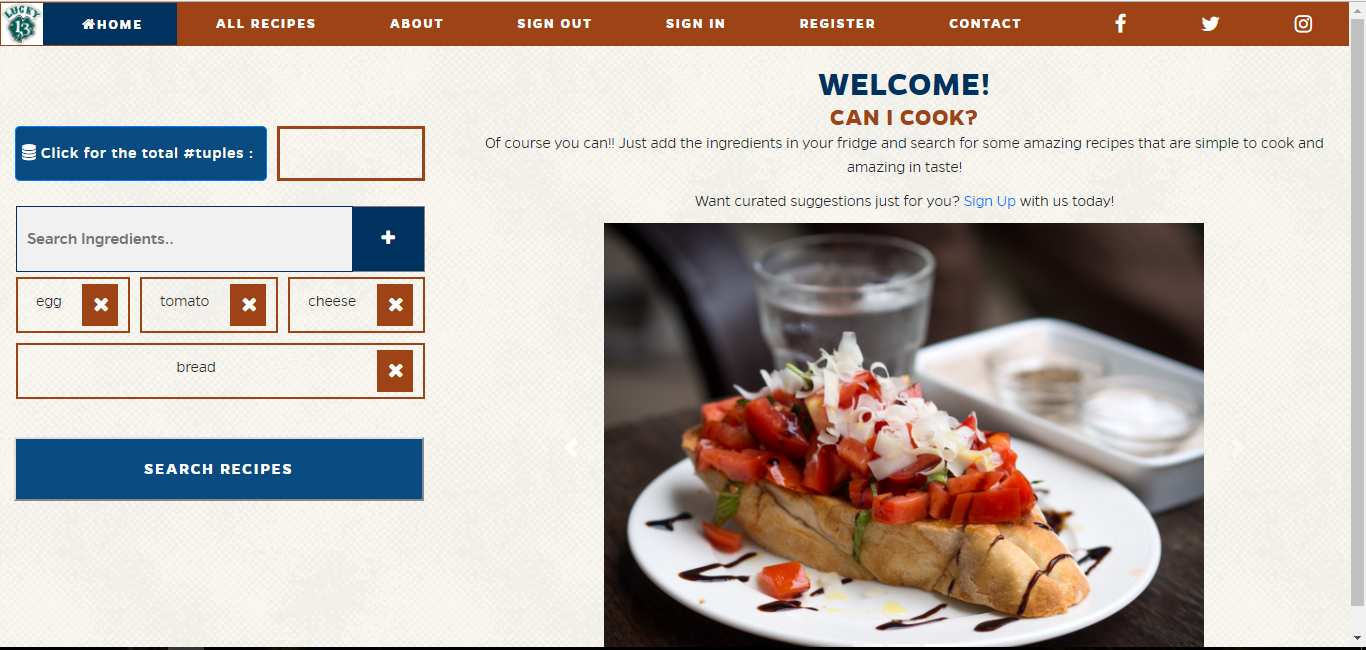 LUCKY
13
HOME
ALL RECIPES
ABOUT
SIGN OUT
SIGN IN
REGISTER
CONTACT
Click for the total #tuples :
Search Ingredients..
egg
tomato
cheese
bread
SEARCH RECIPES
WELCOME!
CAN I COOK?
Of course you can!! Just add the ingredients in your fridge and search for some amazing recipes that are simple to cook and
amazing in taste!
Want curated suggestions just for you? Sign Up with us today!